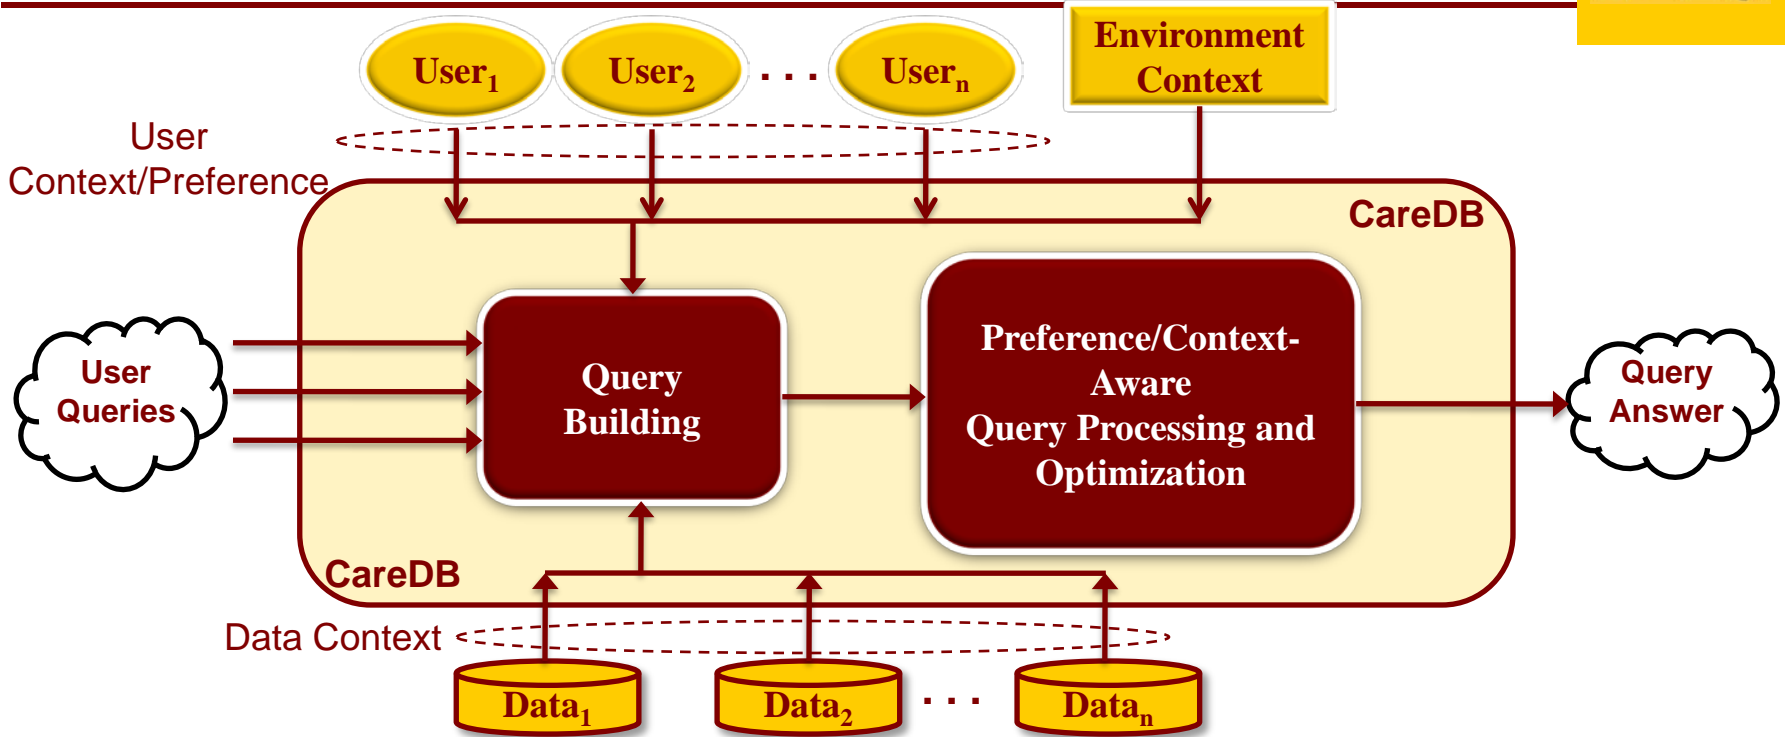 User₁
User₂
. . .
Userₙ
Environment
Context
User
Context/Preference
CareDB
User
Queries
Query
Building
Preference/Context-
Aware
Query Processing and
Optimization
Query
Answer
CareDB
Data Context
Data₁
Data₂
. . .
Dataₙ